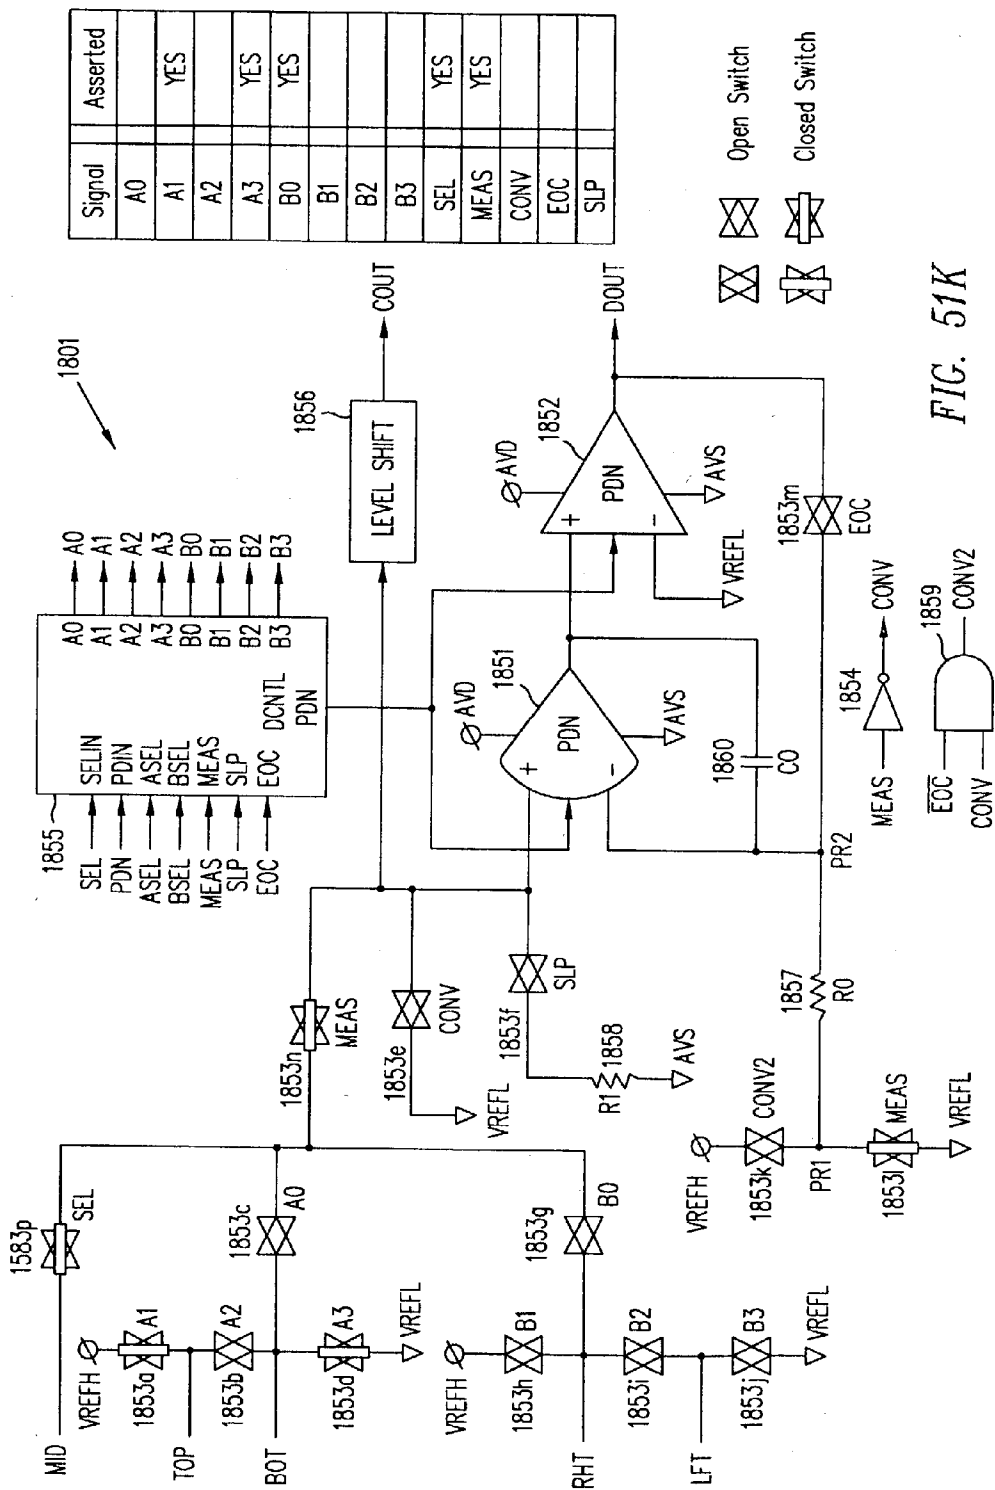 Signal Asserted
A0
A1 YES
A2
A3 YES
B0 YES
B1
B2
B3
SEL YES
MEAS YES
CONV
EOC
SLP
Open Switch
Closed Switch
FIG. 51K
1801
1855
SEL SELIN
PDN PDIN
ASEL ASEL
BSEL BSEL
MEAS MEAS
SLP SLP
EOC EOC
DCNTL
PDN
A0 A0
A1 A1
A2 A2
A3 A3
B0 B0
B1 B1
B2 B2
B3 B3
1856
LEVEL SHIFT
COUT
MID
1583p
SEL
VREFH
1853a
A1
TOP
1853b
A2
BOT
1853c
A0
1853d
A3
VREFL
1853n
MEAS
1853e
CONV
VREFL
1853f
SLP
R1
1858
AVS
AVD
1851
+
PDN
-
AVS
1860
C0
AVD
1852
+
PDN
-
AVS
VREFL
DOUT
1853m
EOC
VREFH
1853h
B1
RHT
1853g
B0
1853i
B2
LFT
1853j
B3
VREFL
VREFH
1853k
CONV2
PR1
1853l
MEAS
VREFL
1857
R0
PR2
MEAS
1854
CONV
EOC
CONV
1859
CONV2